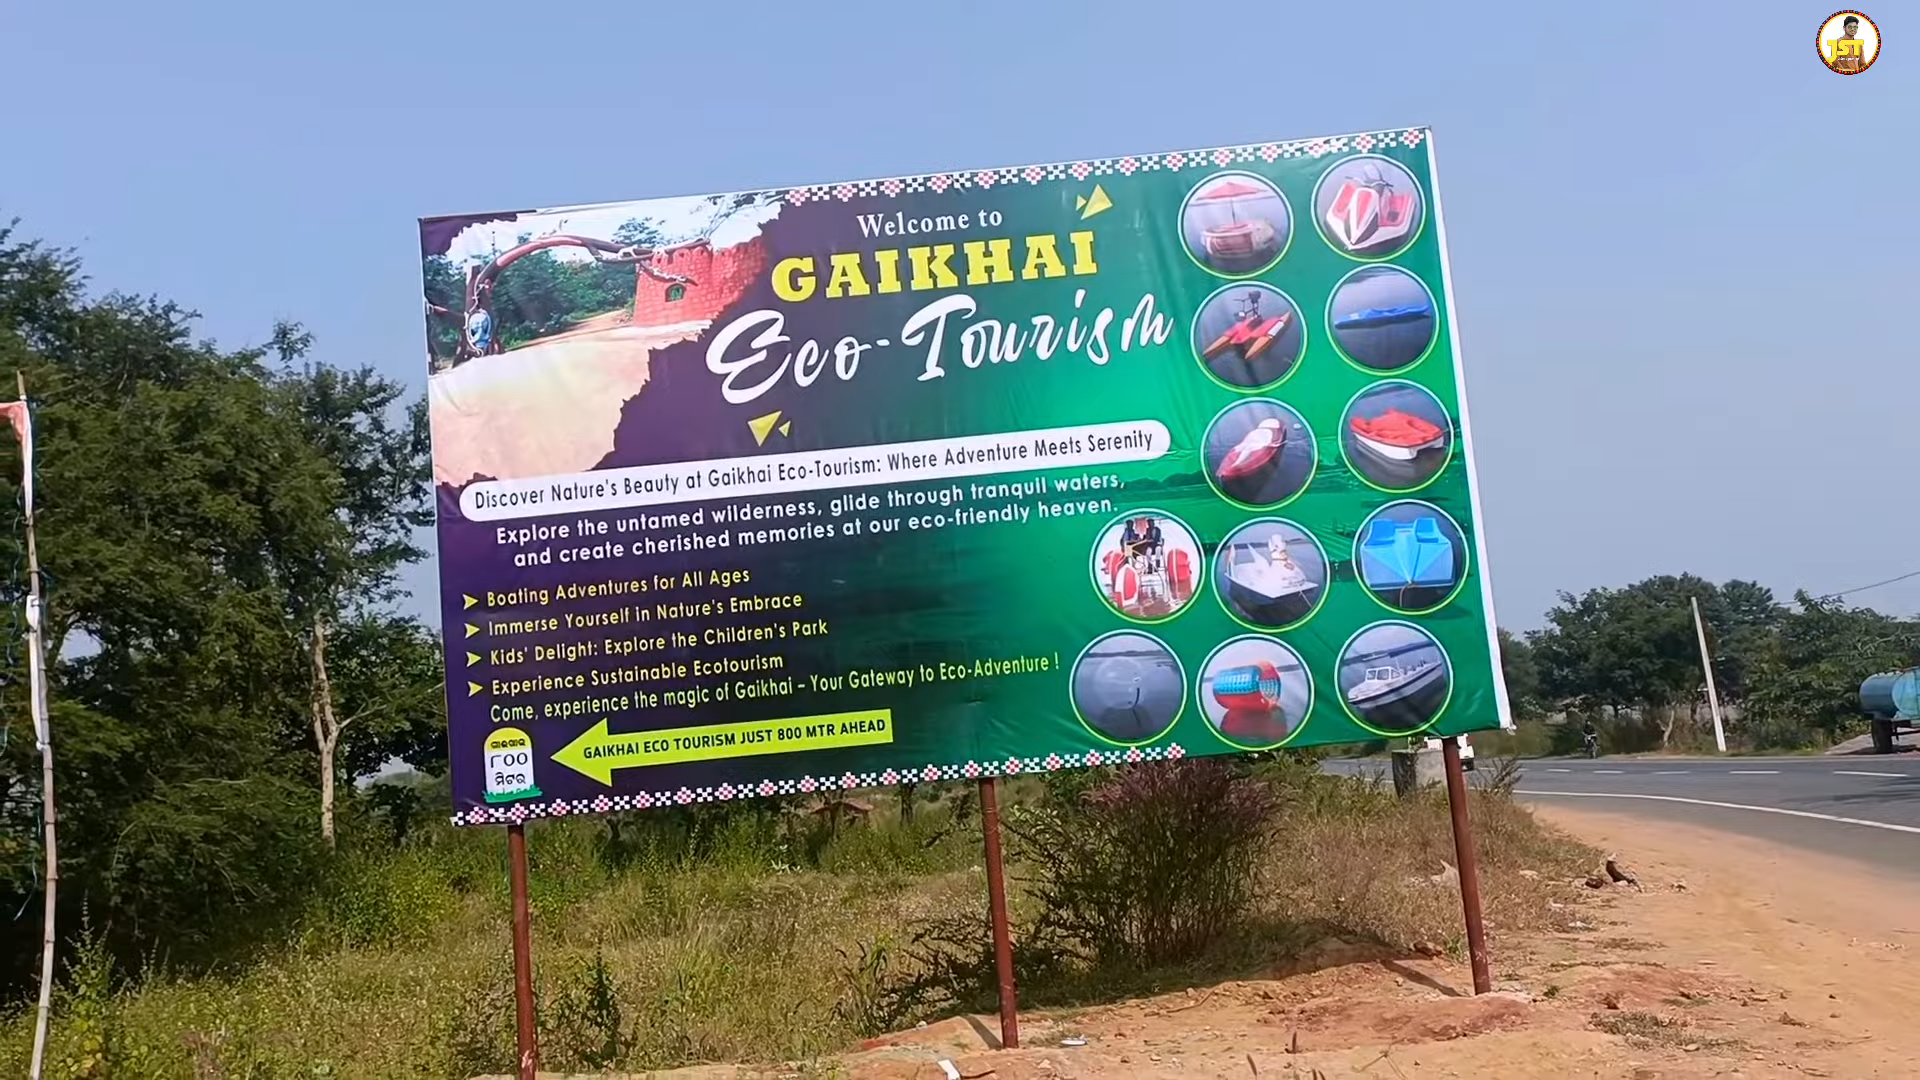 Welcome to
GAIKHAI
Eco-Tourism
Discover Nature's Beauty at Gaikhai Eco-Tourism: Where Adventure Meets Serenity
Explore the untamed wilderness, glide through tranquil waters,
and create cherished memories at our eco-friendly heaven.
➤ Boating Adventures for All Ages
➤ Immerse Yourself in Nature's Embrace
➤ Kids' Delight: Explore the Children's Park
➤ Experience Sustainable Ecotourism
Come, experience the magic of Gaikhai – Your Gateway to Eco-Adventure !
GAIKHAI ECO TOURISM JUST 800 MTR AHEAD
ଗାଈଖାଇ
୮୦୦
ମିଟର
JST